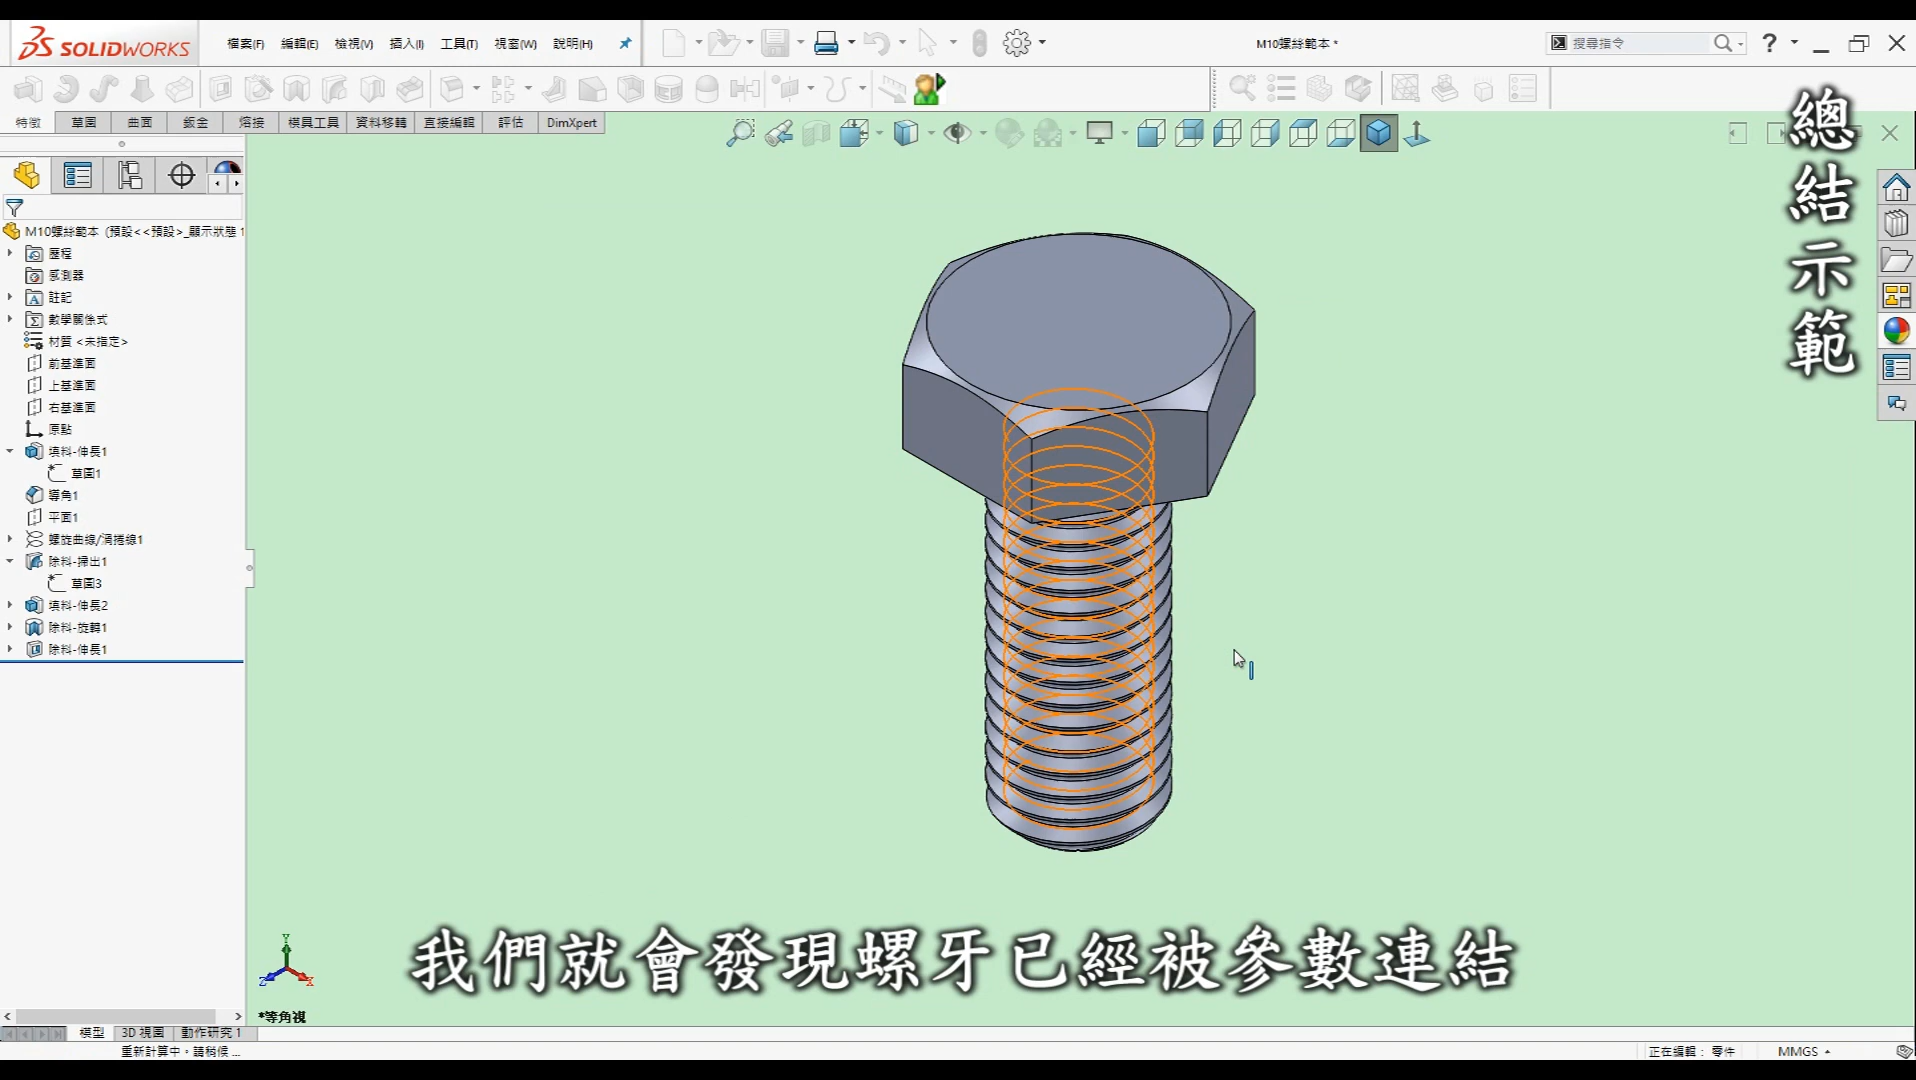 SOLIDWORKS
檔案(F) 編輯(E) 檢視(V) 插入(I) 工具(T) 視窗(W) 說明(H)
M10螺絲範本 *
搜尋指令
特徵 草圖 曲面 鈑金 熔接 模具工具 資料移轉 直接編輯 評估 DimXpert
總結示範
M10螺絲範本 (預設<<預設>_顯示狀態 1
歷程
感測器
註記
數學關係式
材質 <未指定>
前基準面
上基準面
右基準面
原點
填料-伸長1
草圖1
導角1
平面1
螺旋曲線/渦捲線1
除料-掃出1
草圖3
填料-伸長2
除料-旋轉1
除料-伸長1
我們就會發現螺牙已經被參數連結
Y
Z
X
*等角視
模型 3D 視圖 動作研究 1
重新計算中，請稍候 ...
正在編輯： 零件
MMGS